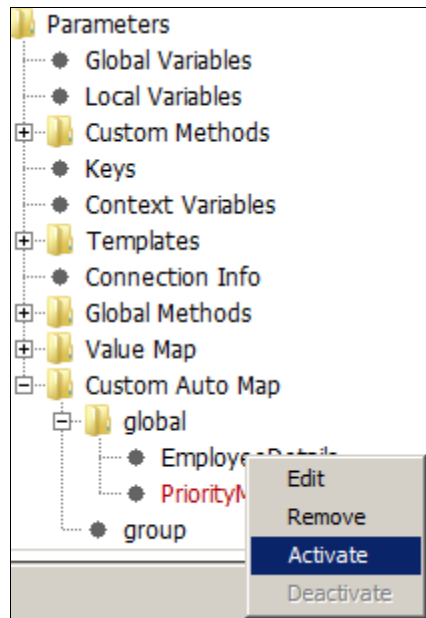 Parameters
Global Variables
Local Variables
Custom Methods
Keys
Context Variables
Templates
Connection Info
Global Methods
Value Map
Custom Auto Map
global
EmployeeDetails
Edit
Remove
Activate
Deactivate
group